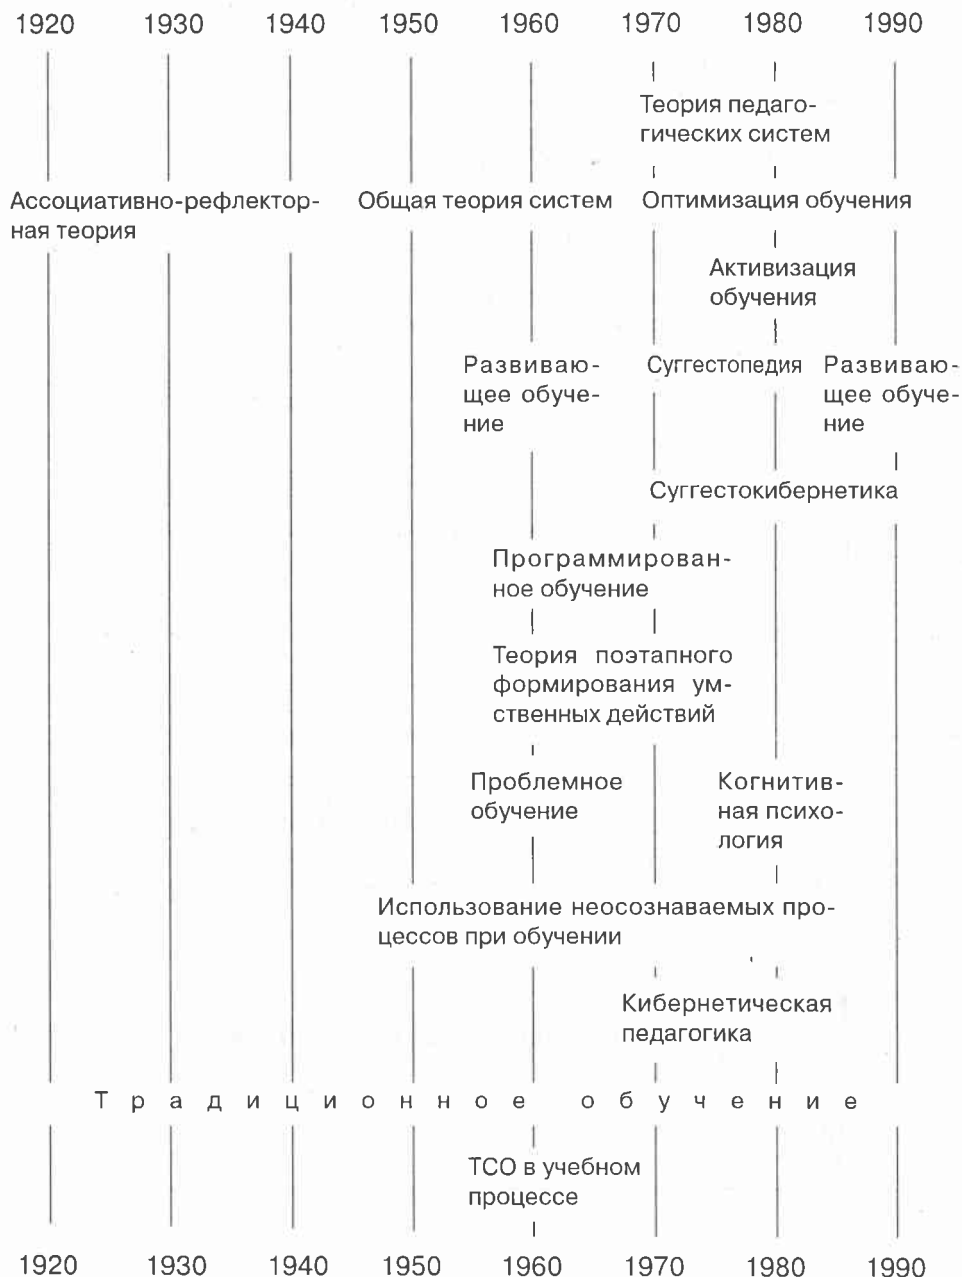 1920 1930 1940 1950 1960 1970 1980 1990
Теория педаго-
гических систем
Ассоциативно-рефлектор-
ная теория
Общая теория систем
Оптимизация обучения
Активизация
обучения
Развиваю-
щее обуче-
ние
Суггестопедия
Развиваю-
щее обуче-
ние
Суггестокибернетика
Программирован-
ное обучение
Теория поэтапного
формирования ум-
ственных действий
Проблемное
обучение
Когнитив-
ная психо-
логия
Использование неосознаваемых про-
цессов при обучении
Кибернетическая
педагогика
Традиционное обучение
ТСО в учебном
процессе
1920 1930 1940 1950 1960 1970 1980 1990